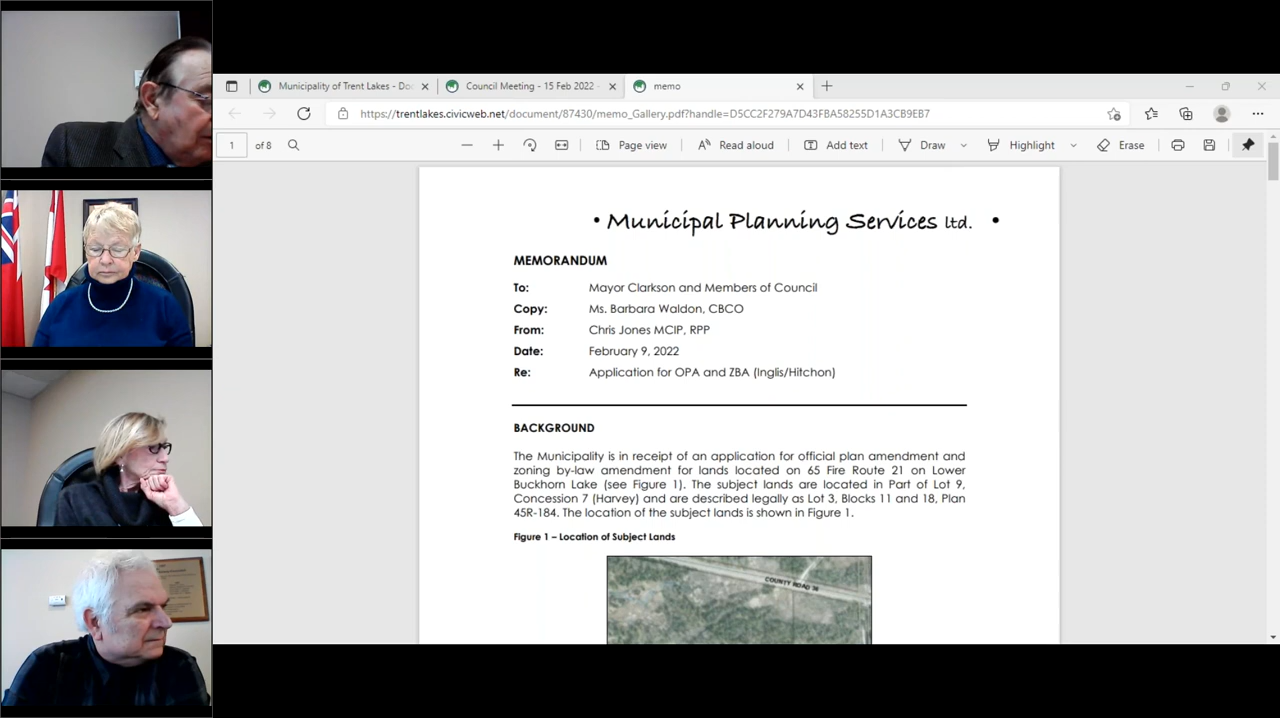 Municipality of Trent Lakes - Do
Council Meeting - 15 Feb 2022 -
memo
https://trentlakes.civicweb.net/document/87430/memo_Gallery.pdf?handle=D5CC2F279A7D43FBA58255D1A3CB9EB7
1 of 8
Page view
Read aloud
Add text
Draw
Highlight
Erase
• Municipal Planning Services ltd. •
MEMORANDUM
To: Mayor Clarkson and Members of Council
Copy: Ms. Barbara Waldon, CBCO
From: Chris Jones MCIP, RPP
Date: February 9, 2022
Re: Application for OPA and ZBA (Inglis/Hitchon)
BACKGROUND
The Municipality is in receipt of an application for official plan amendment and
zoning by-law amendment for lands located on 65 Fire Route 21 on Lower
Buckhorn Lake (see Figure 1). The subject lands are located in Part of Lot 9,
Concession 7 (Harvey) and are described legally as Lot 3, Blocks 11 and 18, Plan
45R-184. The location of the subject lands is shown in Figure 1.
Figure 1 – Location of Subject Lands
COUNTY ROAD 36